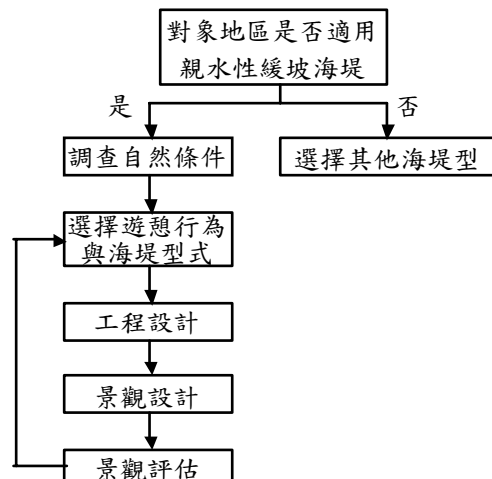 對象地區是否適用
親水性緩坡海堤
是
否
調查自然條件
選擇其他海堤型
選擇遊憩行為
與海堤型式
工程設計
景觀設計
景觀評估